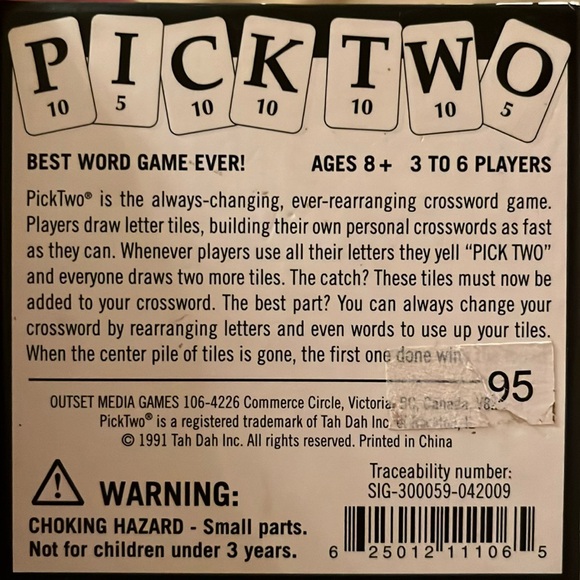 PICK TWO
10 5 10 10 10 10 5
BEST WORD GAME EVER! AGES 8+ 3 TO 6 PLAYERS
PickTwo® is the always-changing, ever-rearranging crossword game.
Players draw letter tiles, building their own personal crosswords as fast
as they can. Whenever players use all their letters they yell “PICK TWO”
and everyone draws two more tiles. The catch? These tiles must now be
added to your crossword. The best part? You can always change your
crossword by rearranging letters and even words to use up your tiles.
When the center pile of tiles is gone, the first one done
95
OUTSET MEDIA GAMES 106-4226 Commerce Circle, Victoria, BC, Canada,
PickTwo® is a registered trademark of Tah Dah Inc.
© 1991 Tah Dah Inc. All rights reserved. Printed in China
WARNING:
CHOKING HAZARD - Small parts.
Not for children under 3 years.
Traceability number:
SIG-300059-042009
6 25012 11106 5